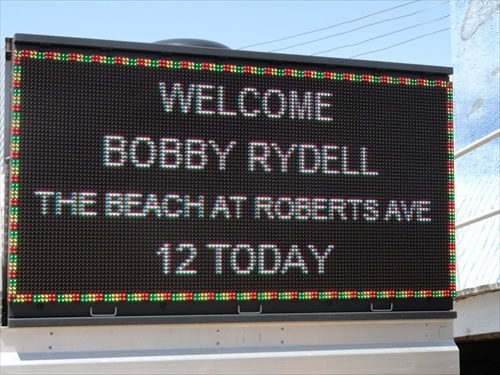 WELCOME
BOBBY RYDELL
THE BEACH AT ROBERTS AVE
12 TODAY